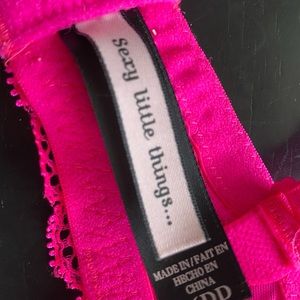 Sexy little things...
MADE IN / FAIT EN
HECHO EN
CHINA